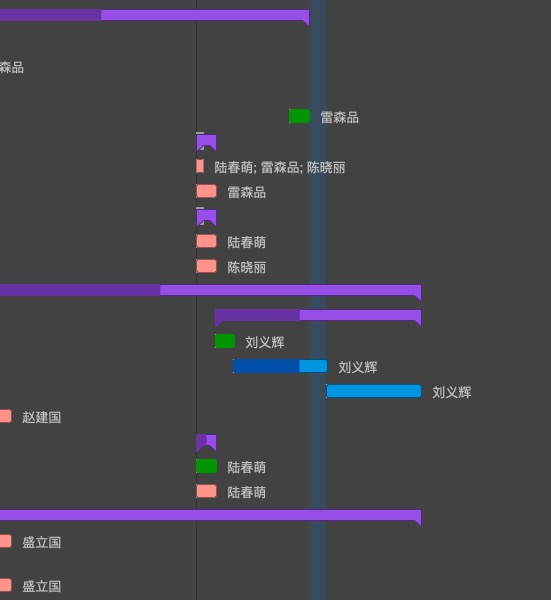 森品
雷森品
陆春萌; 雷森品; 陈晓丽
雷森品
陆春萌
陈晓丽
刘义辉
刘义辉
刘义辉
赵建国
陆春萌
陆春萌
盛立国
盛立国